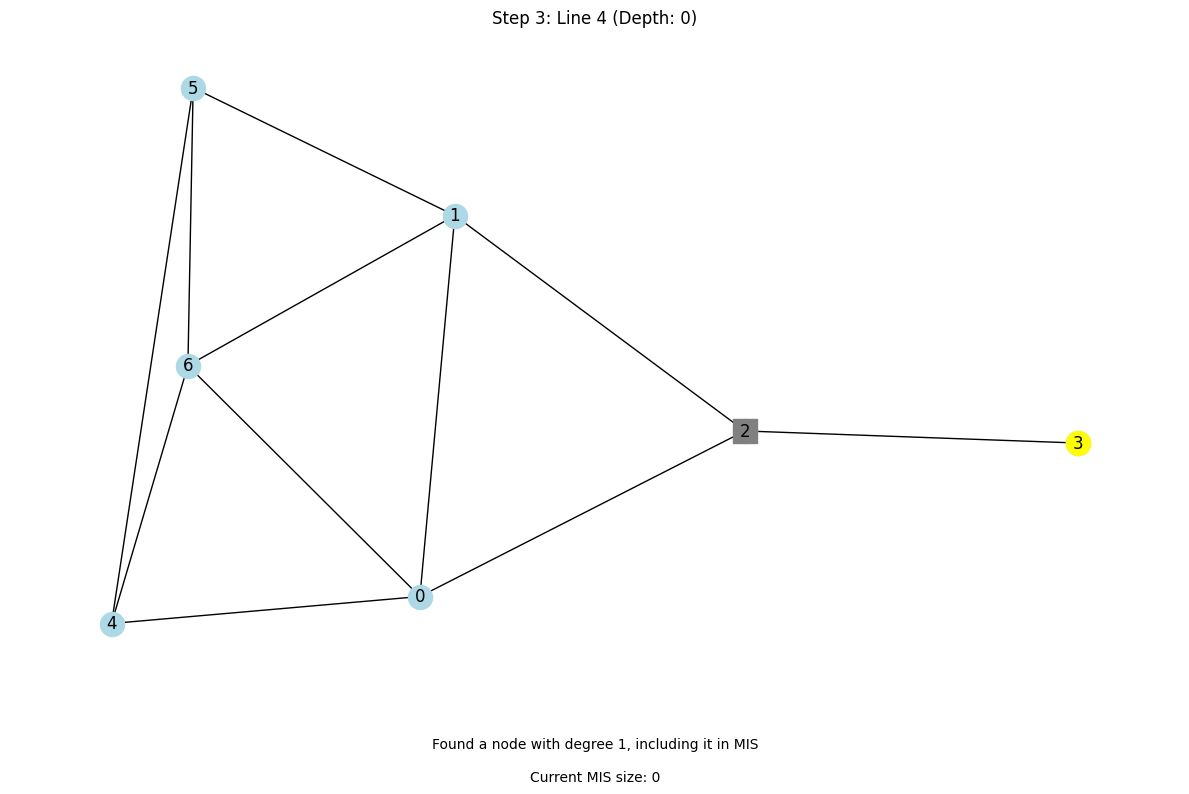 Step 3: Line 4 (Depth: 0)
5
1
6
2
3
0
4
Found a node with degree 1, including it in MIS
Current MIS size: 0